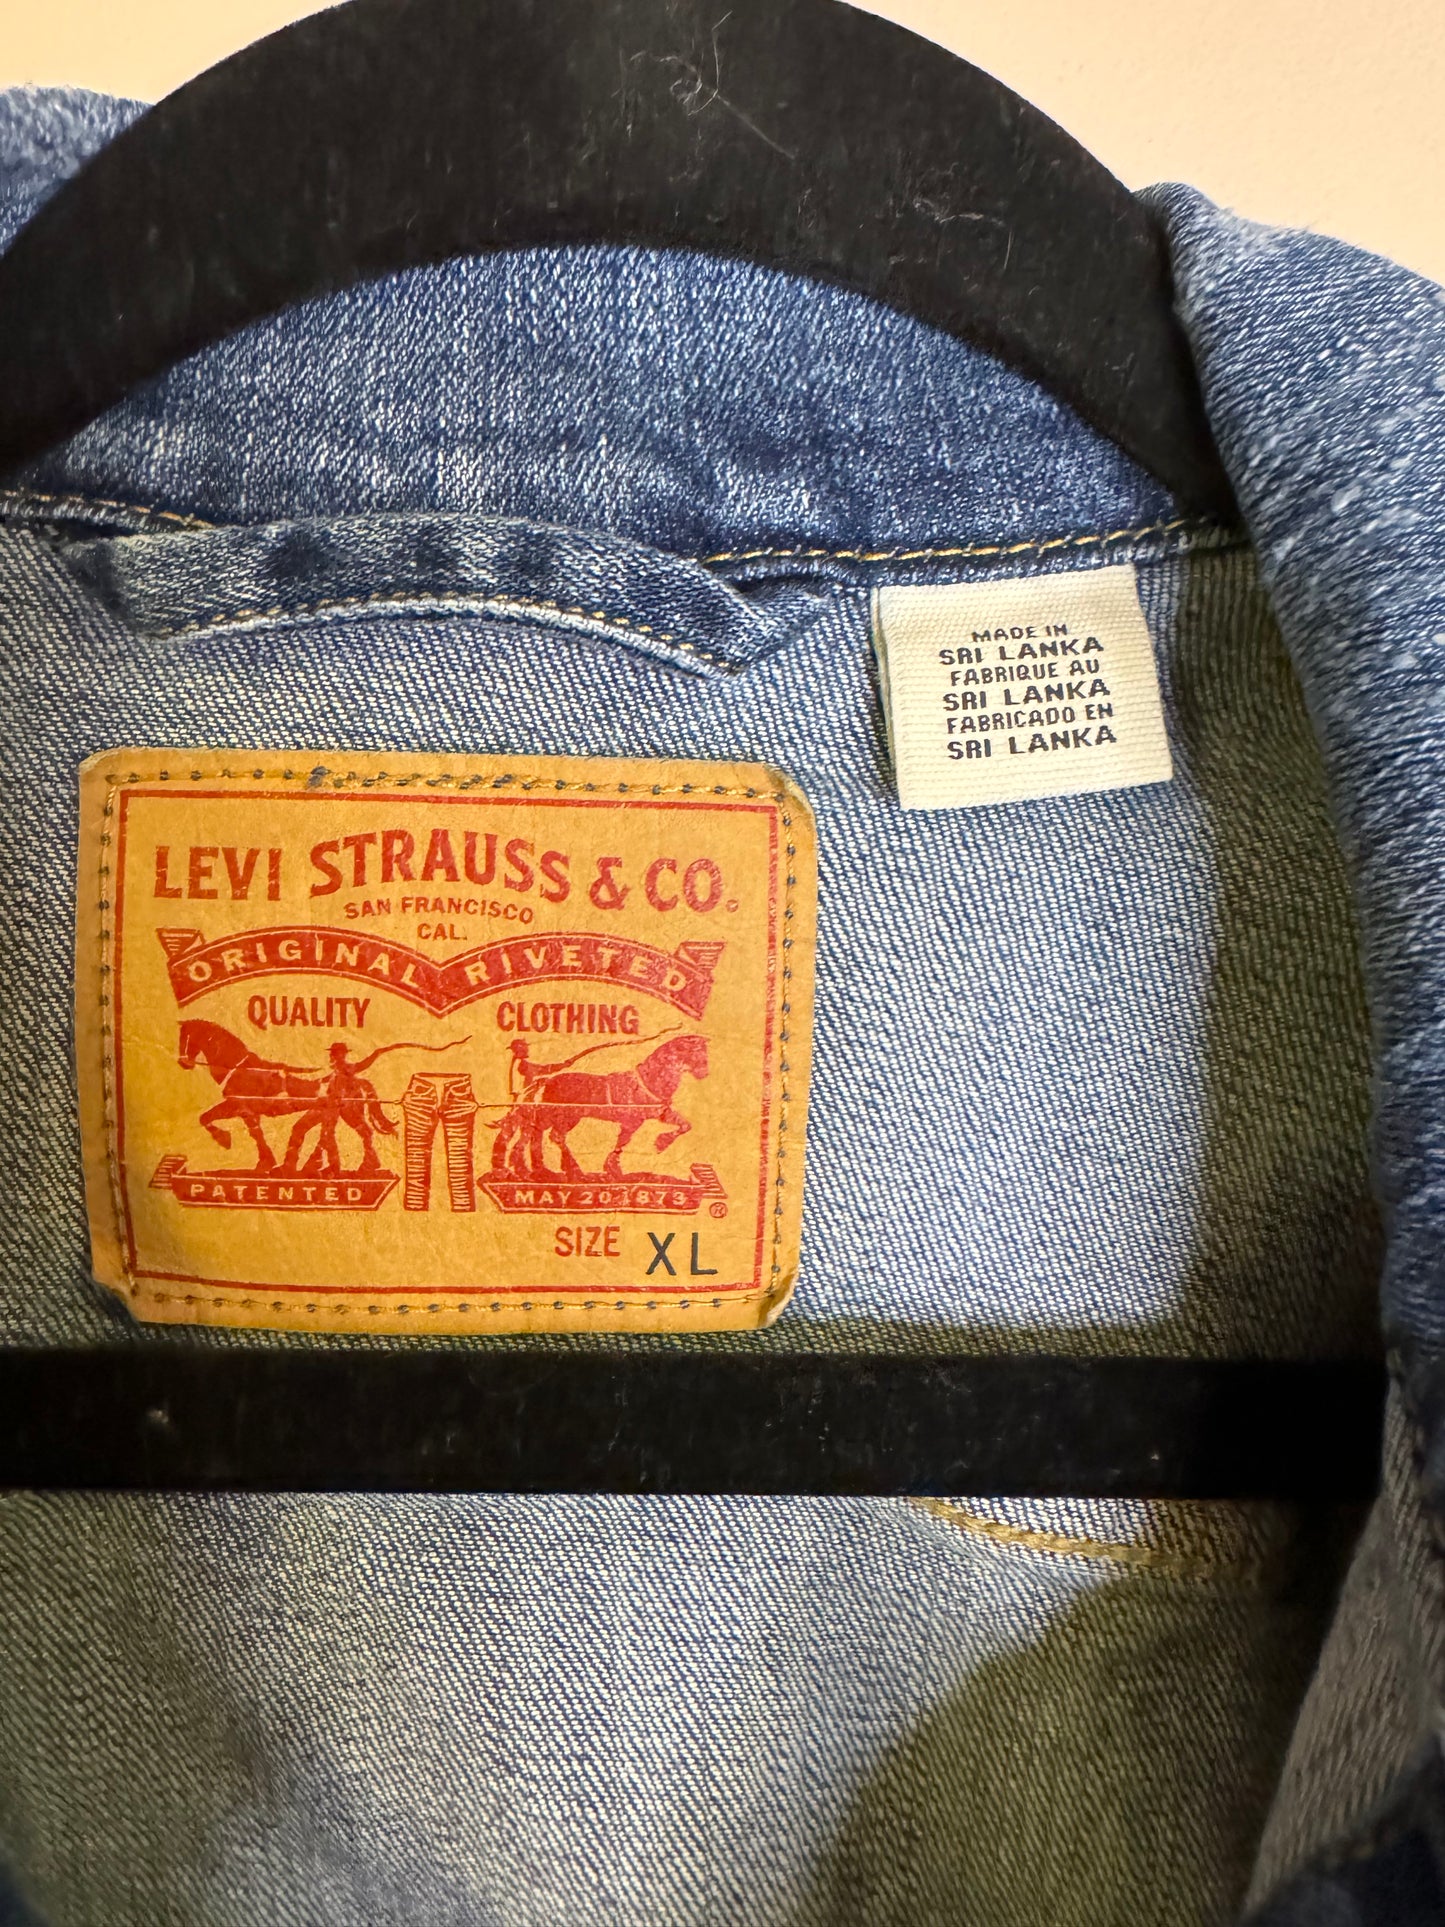 MADE IN
SRI LANKA
FABRIQUE AU
SRI LANKA
FABRICADO EN
SRI LANKA
LEVI STRAUSS & CO.
SAN FRANCISCO
CAL.
ORIGINAL RIVETED
QUALITY CLOTHING
PATENTED MAY 20 1873 ®
SIZE XL